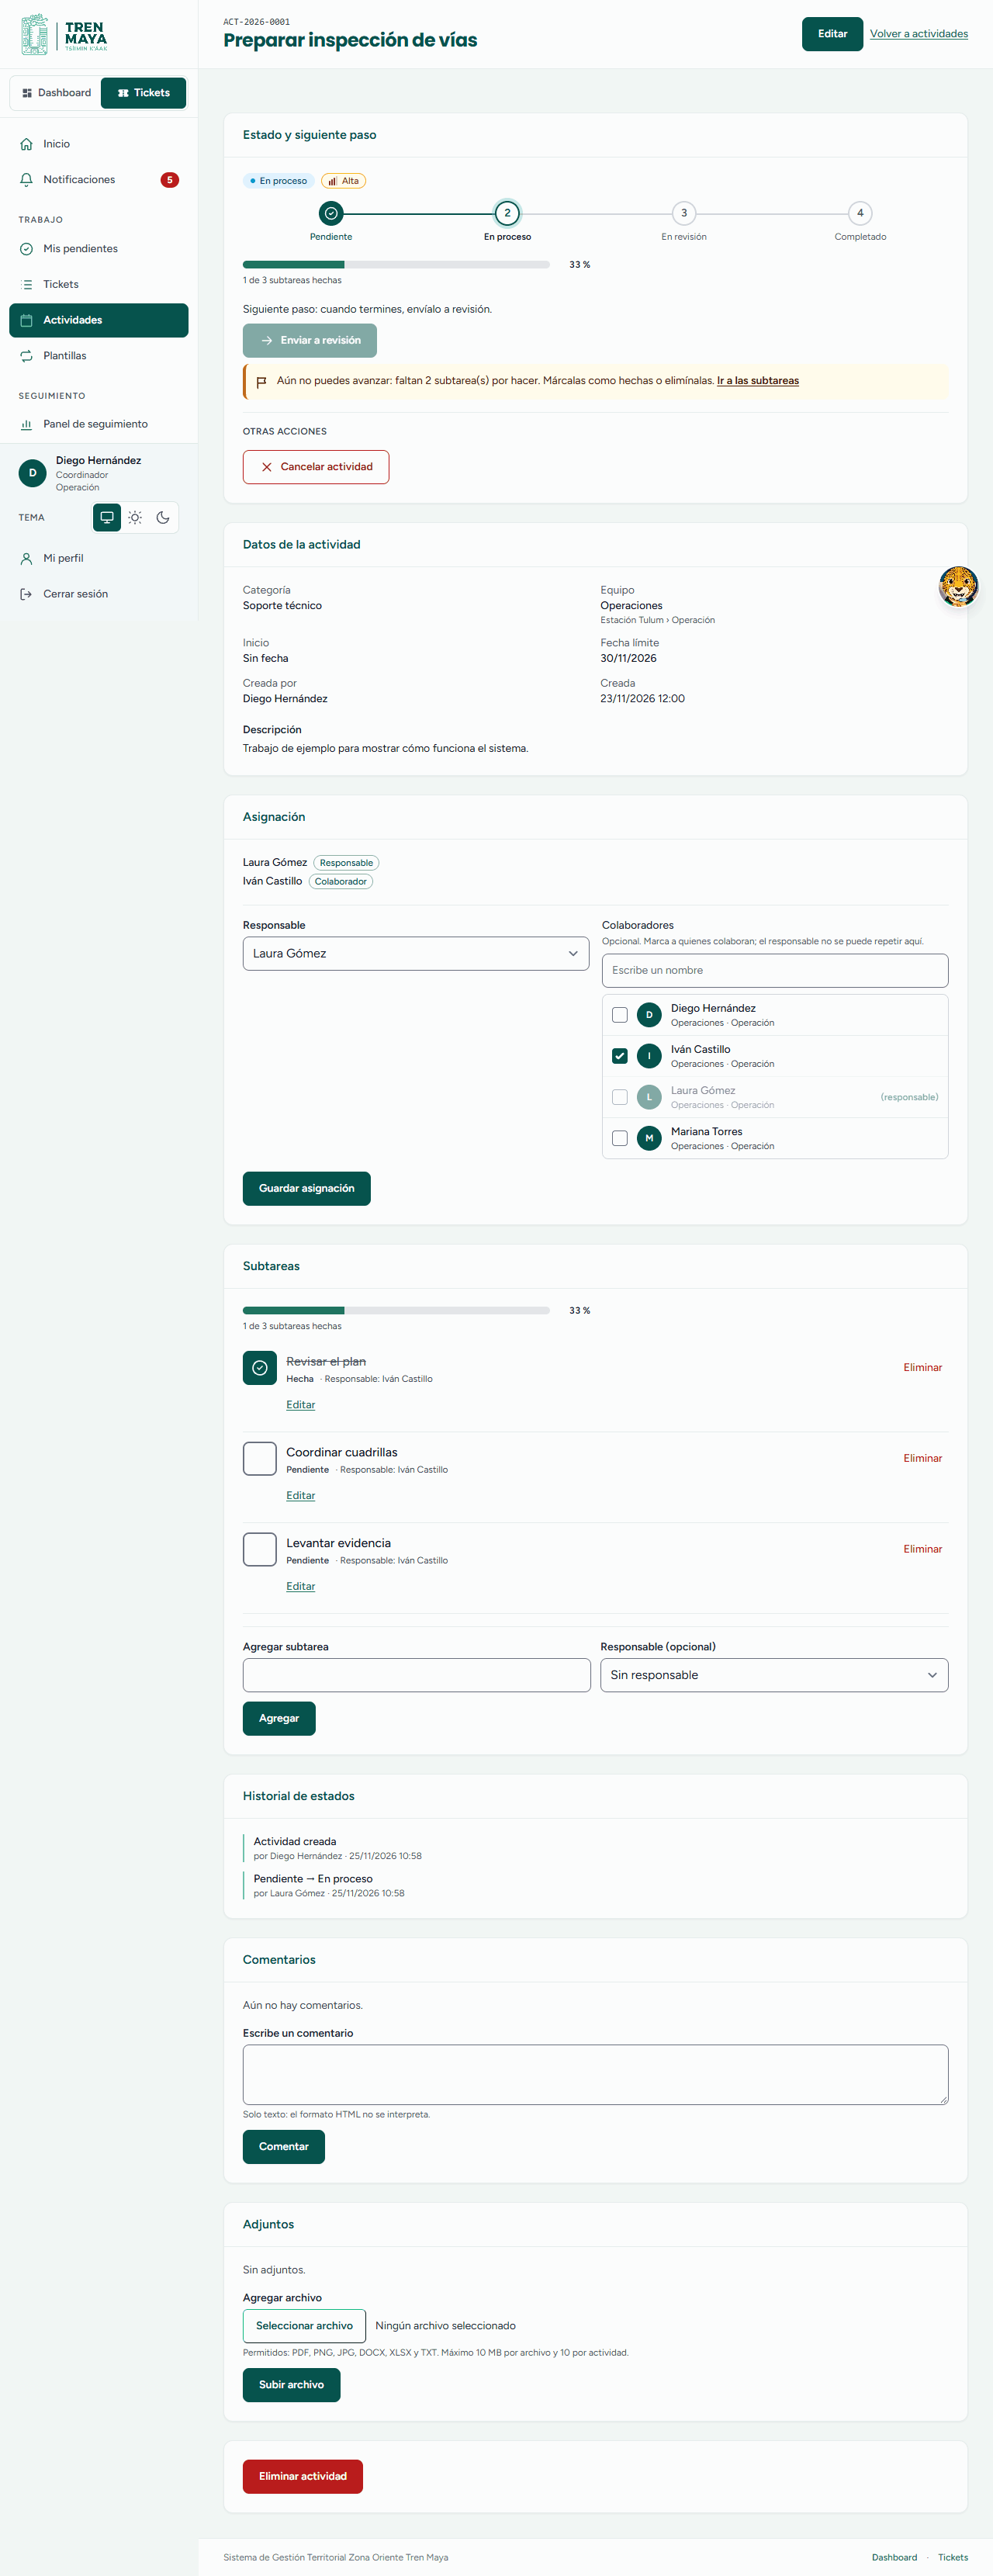 TREN
MAYA
TSÍIMIN K'ÁAK
Dashboard
Tickets
Inicio
Notificaciones
5
TRABAJO
Mis pendientes
Tickets
Actividades
Plantillas
SEGUIMIENTO
Panel de seguimiento
D
Diego Hernández
Coordinador
Operación
TEMA
Mi perfil
Cerrar sesión
ACT-2026-0001
Preparar inspección de vías
Editar
Volver a actividades
Estado y siguiente paso
En proceso
Alta
2
3
4
Pendiente
En proceso
En revisión
Completado
33 %
1 de 3 subtareas hechas
Siguiente paso: cuando termines, envíalo a revisión.
Enviar a revisión
Aún no puedes avanzar: faltan 2 subtarea(s) por hacer. Márcalas como hechas o elimínalas. Ir a las subtareas
OTRAS ACCIONES
Cancelar actividad
Datos de la actividad
Categoría
Soporte técnico
Equipo
Operaciones
Estación Tulum › Operación
Inicio
Sin fecha
Fecha límite
30/11/2026
Creada por
Diego Hernández
Creada
23/11/2026 12:00
Descripción
Trabajo de ejemplo para mostrar cómo funciona el sistema.
Asignación
Laura Gómez Responsable
Iván Castillo Colaborador
Responsable
Laura Gómez
Colaboradores
Opcional. Marca a quienes colaboran; el responsable no se puede repetir aquí.
Escribe un nombre
D
Diego Hernández
Operaciones · Operación
I
Iván Castillo
Operaciones · Operación
L
Laura Gómez
Operaciones · Operación
(responsable)
M
Mariana Torres
Operaciones · Operación
Guardar asignación
Subtareas
33 %
1 de 3 subtareas hechas
Revisar el plan
Hecha · Responsable: Iván Castillo
Editar
Eliminar
Coordinar cuadrillas
Pendiente · Responsable: Iván Castillo
Editar
Eliminar
Levantar evidencia
Pendiente · Responsable: Iván Castillo
Editar
Eliminar
Agregar subtarea
Responsable (opcional)
Sin responsable
Agregar
Historial de estados
Actividad creada
por Diego Hernández · 25/11/2026 10:58
Pendiente → En proceso
por Laura Gómez · 25/11/2026 10:58
Comentarios
Aún no hay comentarios.
Escribe un comentario
Solo texto: el formato HTML no se interpreta.
Comentar
Adjuntos
Sin adjuntos.
Agregar archivo
Seleccionar archivo Ningún archivo seleccionado
Permitidos: PDF, PNG, JPG, DOCX, XLSX y TXT. Máximo 10 MB por archivo y 10 por actividad.
Subir archivo
Eliminar actividad
Sistema de Gestión Territorial Zona Oriente Tren Maya
Dashboard · Tickets